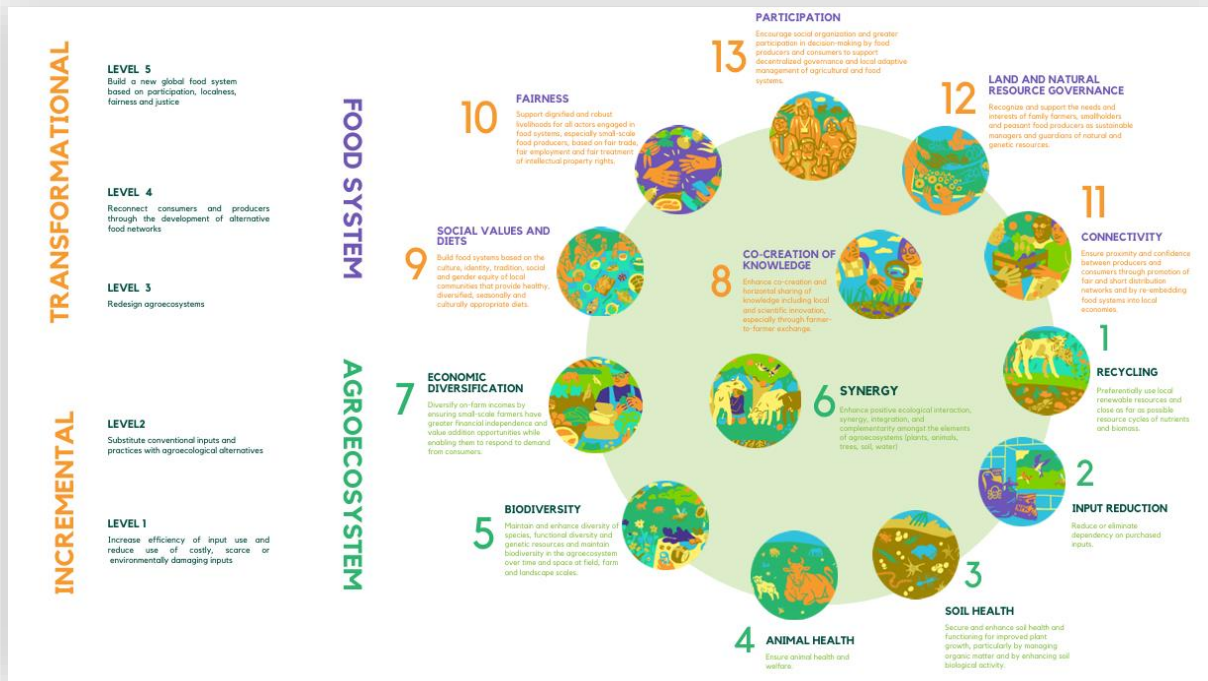 TRANSFORMATIONAL
LEVEL 5
Build a new global food system
based on participation, localness,
fairness and justice
LEVEL 4
Reconnect consumers and producers
through the development of alternative
food networks
LEVEL 3
Redesign agroecosystems
INCREMENTAL
LEVEL2
Substitute conventional inputs and
practices with agroecological alternatives
LEVEL 1
Increase efficiency of input use and
reduce use of costly, scarce or
environmentally damaging inputs
FOOD SYSTEM
AGROECOSYSTEM
13
PARTICIPATION
Encourage social organization and greater
participation in decision-making by food
producers and consumers to support
decentralized governance and local adaptive
management of agricultural and food
systems.
12
LAND AND NATURAL
RESOURCE GOVERNANCE
Recognize and support the needs and
interests of family farmers, smallholders
and peasant food producers as sustainable
managers and guardians of natural and
genetic resources.
10
FAIRNESS
Support dignified and robust
livelihoods for all actors engaged in
food systems, especially small-scale
food producers, based on fair trade,
fair employment and fair treatment
of intellectual property rights.
11
CONNECTIVITY
Ensure proximity and confidence
between producers and
consumers through promotion of
fair and short distribution
networks and by re-embedding
food systems into local
economies.
9
SOCIAL VALUES AND
DIETS
Build food systems based on the
culture, identity, tradition, social
and gender equity of local
communities that provide healthy,
diversified, seasonally and
culturally appropriate diets.
8
CO-CREATION OF
KNOWLEDGE
Enhance co-creation and
horizontal sharing of
knowledge including local
and scientific innovation,
especially through farmer-
to-farmer exchange.
1
RECYCLING
Preferentially use local
renewable resources and
close as far as possible
resource cycles of nutrients
and biomass.
7
ECONOMIC
DIVERSIFICATION
Diversify on-farm incomes by
ensuring small-scale farmers have
greater financial independence and
value addition opportunities while
enabling them to respond to demand
from consumers.
6
SYNERGY
Enhance positive ecological interaction,
synergy, integration, and
complementarity amongst the elements
of agroecosystems (plants, animals,
trees, soil, water)
2
INPUT REDUCTION
Reduce or eliminate
dependency on purchased
inputs.
5
BIODIVERSITY
Maintain and enhance diversity of
species, functional diversity and
genetic resources and maintain
biodiversity in the agroecosystem
over time and space at field, farm
and landscape scales.
3
SOIL HEALTH
Secure and enhance soil health and
functioning for improved plant
growth, particularly by managing
organic matter and by enhancing soil
biological activity.
4
ANIMAL HEALTH
Ensure animal health and
welfare.